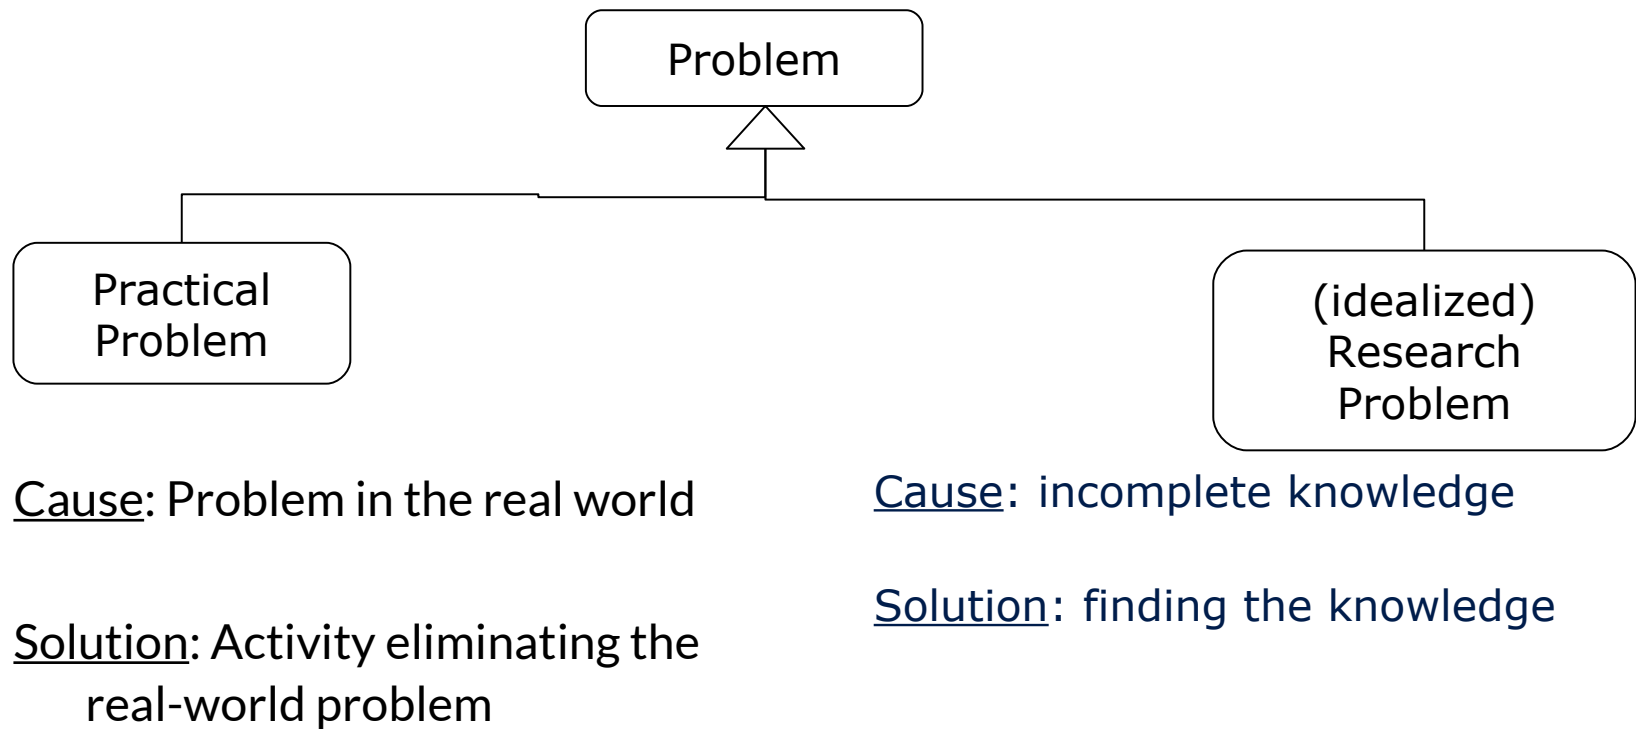 Problem
Practical
Problem
(idealized)
Research
Problem
Cause: Problem in the real world
Solution: Activity eliminating the
real-world problem
Cause: incomplete knowledge
Solution: finding the knowledge